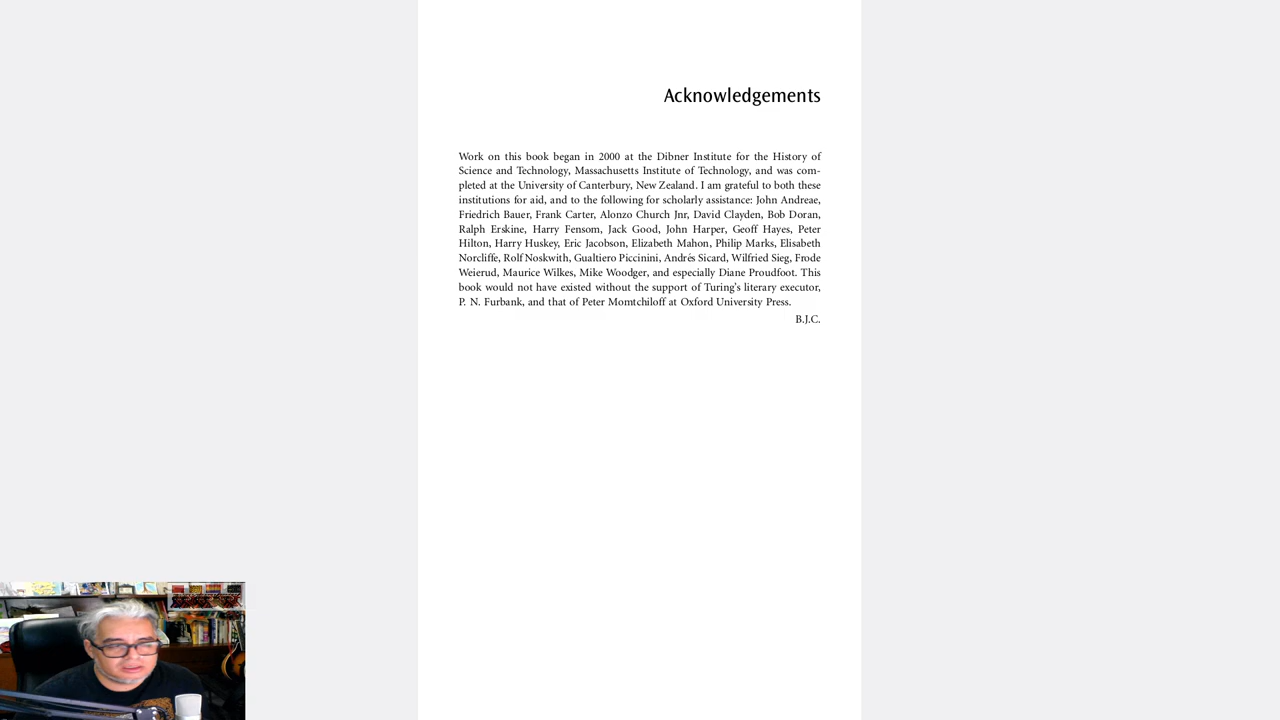 Acknowledgements
Work on this book began in 2000 at the Dibner Institute for the History of
Science and Technology, Massachusetts Institute of Technology, and was com-
pleted at the University of Canterbury, New Zealand. I am grateful to both these
institutions for aid, and to the following for scholarly assistance: John Andreae,
Friedrich Bauer, Frank Carter, Alonzo Church Jnr, David Clayden, Bob Doran,
Ralph Erskine, Harry Fensom, Jack Good, John Harper, Geoff Hayes, Peter
Hilton, Harry Huskey, Eric Jacobson, Elizabeth Mahon, Philip Marks, Elisabeth
Norcliffe, Rolf Noskwith, Gualtiero Piccinini, Andrés Sicard, Wilfried Sieg, Frode
Weierud, Maurice Wilkes, Mike Woodger, and especially Diane Proudfoot. This
book would not have existed without the support of Turing's literary executor,
P. N. Furbank, and that of Peter Momtchiloff at Oxford University Press.
B.J.C.